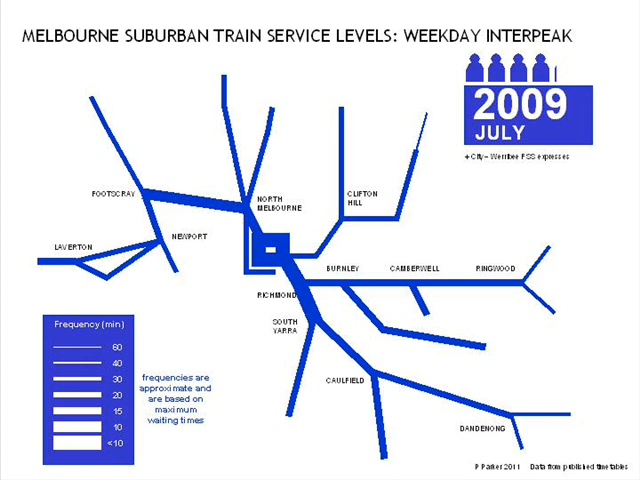 MELBOURNE SUBURBAN TRAIN SERVICE LEVELS: WEEKDAY INTERPEAK
2009
JULY
+ City - Werribee FSS expresses
FOOTSCRAY
NORTH
MELBOURNE
CLIFTON
HILL
NEWPORT
LAVERTON
BURNLEY
CAMBERWELL
RINGWOOD
RICHMOND
SOUTH
YARRA
CAULFIELD
DANDENONG
Frequency (min)
60
40
30
20
15
10
<10
frequencies are
approximate and
are based on
maximum
waiting times
P Parker 2011 Data from published timetables